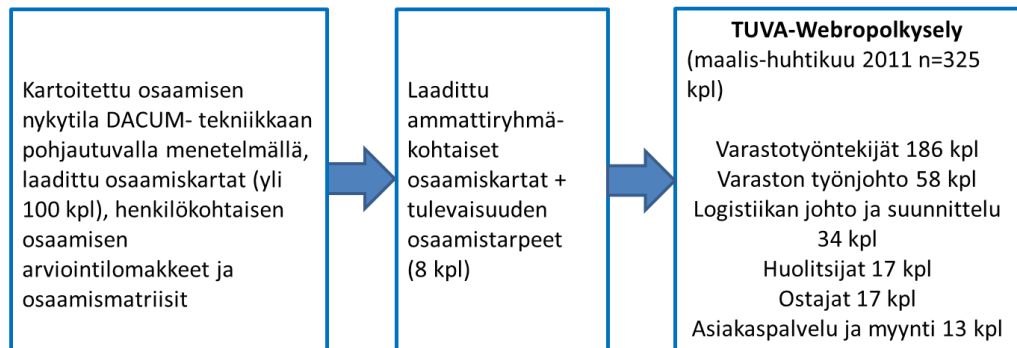 Kartoitettu osaamisen
nykytila DACUM- tekniikkaan
pohjautuvalla menetelmällä,
laadittu osaamiskartat (yli
100 kpl), henkilökohtaisen
osaamisen
arviointilomakkeet ja
osaamismatriisit
Laadittu
ammattiryhmä-
kohtaiset
osaamiskartat +
tulevaisuuden
osaamistarpeet
(8 kpl)
TUVA-Webropolkysely
(maalis-huhtikuu 2011 n=325
kpl)
Varastotyöntekijät 186 kpl
Varaston työnjohto 58 kpl
Logistiikan johto ja suunnittelu
34 kpl
Huolitsijat 17 kpl
Ostajat 17 kpl
Asiakaspalvelu ja myynti 13 kpl